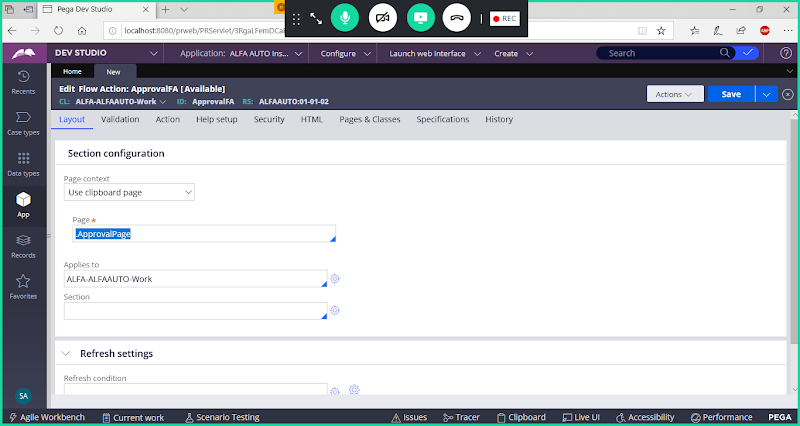 Pega Dev Studio
localhost:8080/prweb/PRServlet/3RgaLFemDCa
REC
ABP
DEV STUDIO
Application: ALFA AUTO Ins...
Configure
Launch web interface
Create
Search
Recents
Case types
Data types
App
Records
Favorites
SA
Home
New
Edit Flow Action: ApprovalFA [Available]
CL: ALFA-ALFAAUTO-Work ID: ApprovalFA RS: ALFAAUTO:01-01-02
Actions
Save
Layout Validation Action Help setup Security HTML Pages & Classes Specifications History
Section configuration
Page context
Use clipboard page
Page *
.ApprovalPage
Applies to
ALFA-ALFAAUTO-Work
Section
Refresh settings
Refresh condition
Agile Workbench Current work Scenario Testing Issues Tracer Clipboard Live UI Accessibility Performance PEGA